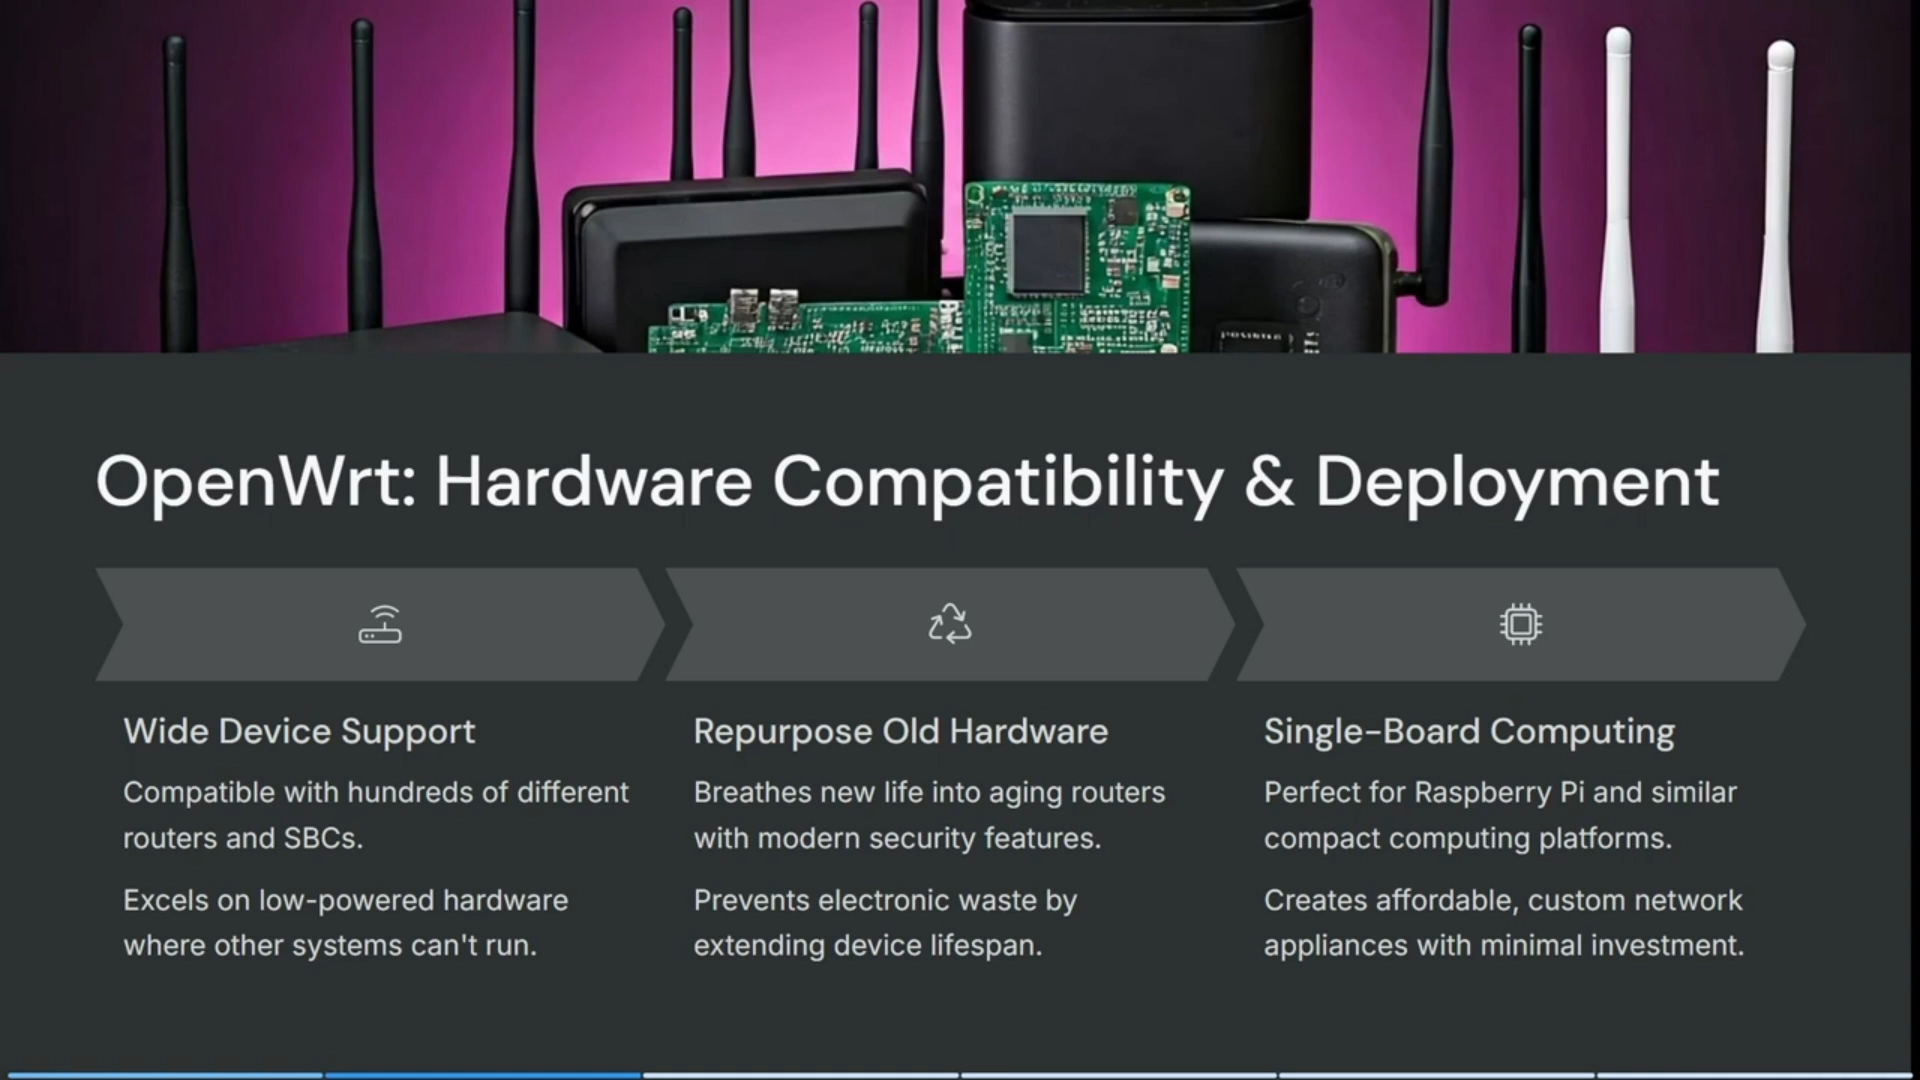 OpenWrt: Hardware Compatibility & Deployment
Wide Device Support
Compatible with hundreds of different
routers and SBCs.
Excels on low-powered hardware
where other systems can't run.
Repurpose Old Hardware
Breathes new life into aging routers
with modern security features.
Prevents electronic waste by
extending device lifespan.
Single-Board Computing
Perfect for Raspberry Pi and similar
compact computing platforms.
Creates affordable, custom network
appliances with minimal investment.